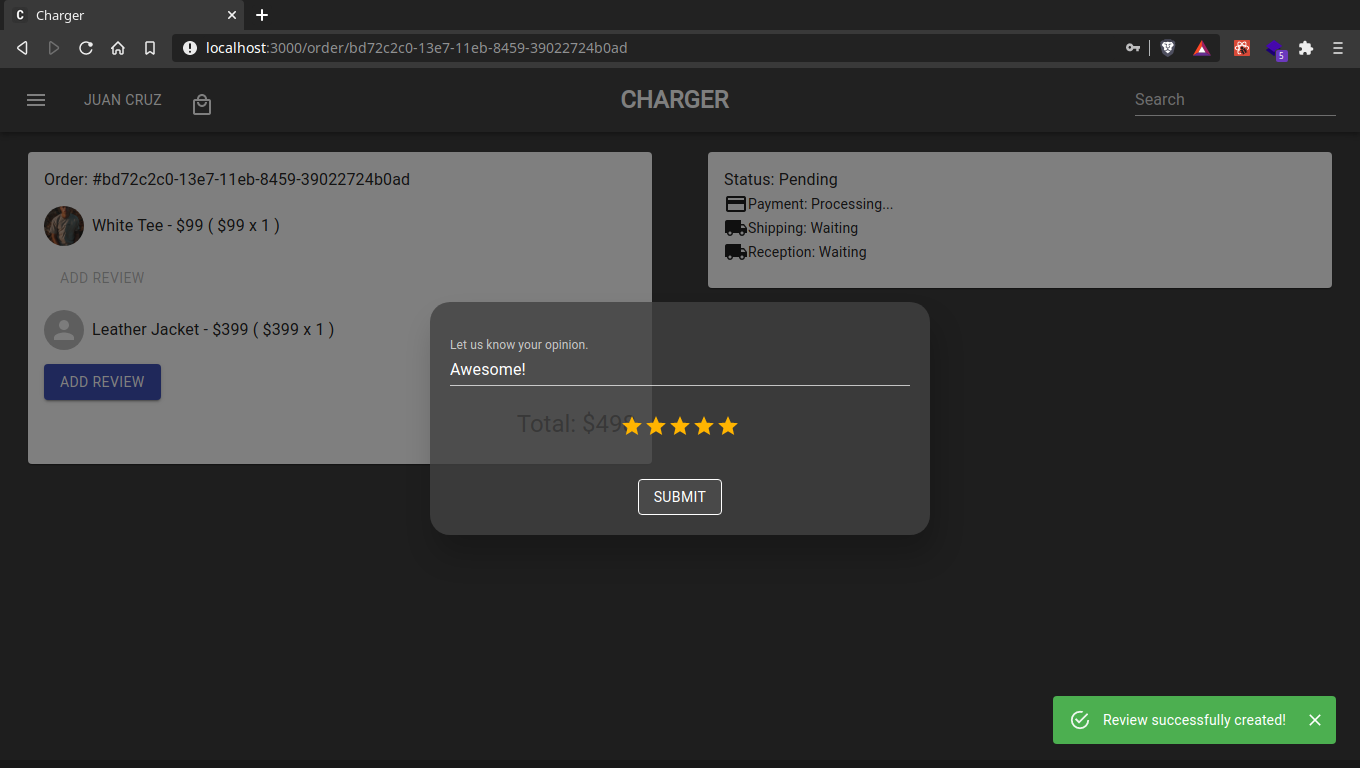 C Charger
localhost:3000/order/bd72c2c0-13e7-11eb-8459-39022724b0ad
5
JUAN CRUZ
CHARGER
Search
Order: #bd72c2c0-13e7-11eb-8459-39022724b0ad
White Tee - $99 ( $99 x 1 )
ADD REVIEW
Leather Jacket - $399 ( $399 x 1 )
ADD REVIEW
Status: Pending
Payment: Processing...
Shipping: Waiting
Reception: Waiting
Let us know your opinion.
Awesome!
Total:
SUBMIT
Review successfully created!